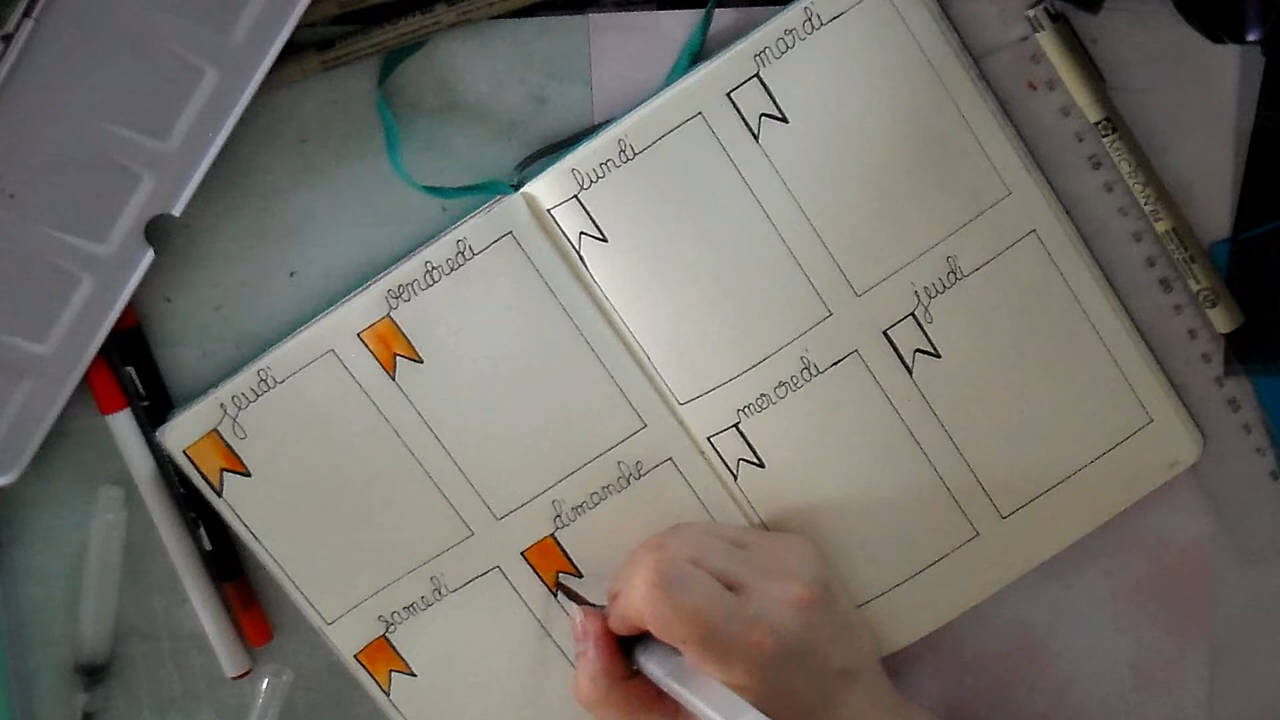 jeudi
vendredi
samedi
dimanche
lundi
mardi
mercredi
jeudi
MICRON